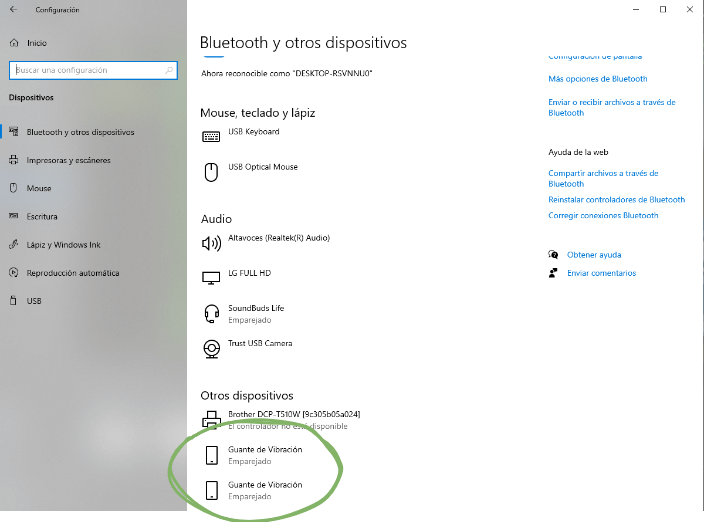 Configuración
Inicio
Buscar una configuración
Dispositivos
Bluetooth y otros dispositivos
Impresoras y escáneres
Mouse
Escritura
Lápiz y Windows Ink
Reproducción automática
USB
Bluetooth y otros dispositivos
Ahora reconocible como "DESKTOP-RSVNNU0"
Mouse, teclado y lápiz
USB Keyboard
USB Optical Mouse
Audio
Altavoces (Realtek(R) Audio)
LG FULL HD
SoundBuds Life
Emparejado
Trust USB Camera
Otros dispositivos
Brother DCP-T510W [9c305b05a024]
El controlador no está disponible
Guante de Vibración
Emparejado
Guante de Vibración
Emparejado
Configuración de pantalla
Más opciones de Bluetooth
Enviar o recibir archivos a través de
Bluetooth
Ayuda de la web
Compartir archivos a través de
Bluetooth
Reinstalar controladores de Bluetooth
Corregir conexiones Bluetooth
Obtener ayuda
Enviar comentarios